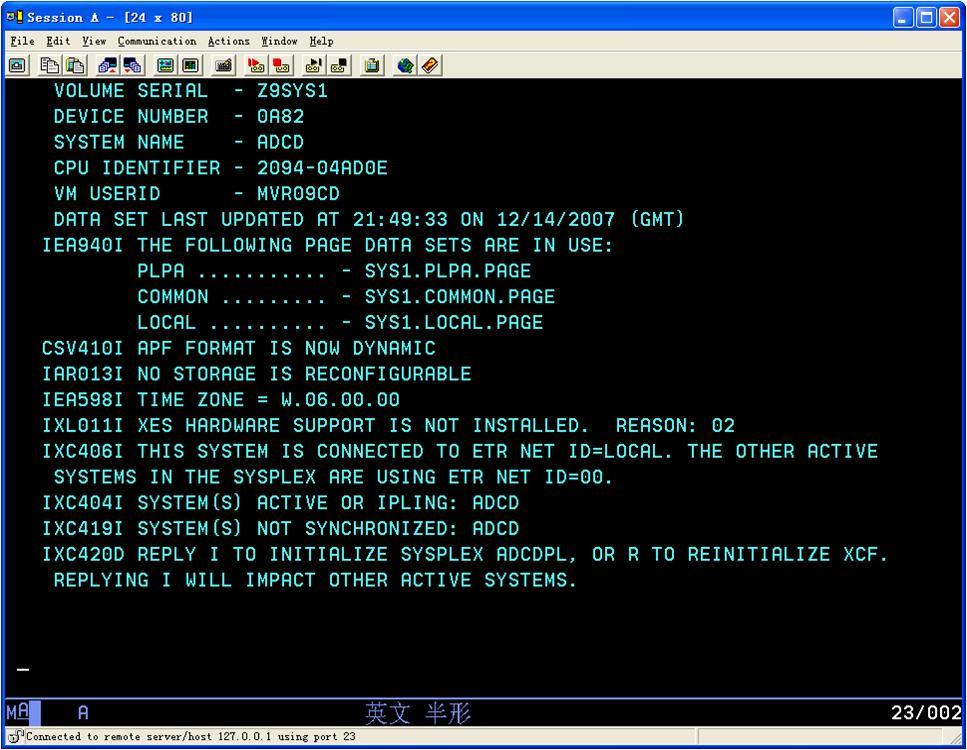 Session A - [24 x 80]
File Edit View Communication Actions Window Help
VOLUME SERIAL - Z9SYS1
DEVICE NUMBER - 0A82
SYSTEM NAME - ADCD
CPU IDENTIFIER - 2094-04AD0E
VM USERID - MVR09CD
DATA SET LAST UPDATED AT 21:49:33 ON 12/14/2007 (GMT)
IEA940I THE FOLLOWING PAGE DATA SETS ARE IN USE:
PLPA ........... - SYS1.PLPA.PAGE
COMMON ......... - SYS1.COMMON.PAGE
LOCAL .......... - SYS1.LOCAL.PAGE
CSV410I APF FORMAT IS NOW DYNAMIC
IAR013I NO STORAGE IS RECONFIGURABLE
IEA598I TIME ZONE = W.06.00.00
IXL011I XES HARDWARE SUPPORT IS NOT INSTALLED. REASON: 02
IXC406I THIS SYSTEM IS CONNECTED TO ETR NET ID=LOCAL. THE OTHER ACTIVE
SYSTEMS IN THE SYSPLEX ARE USING ETR NET ID=00.
IXC404I SYSTEM(S) ACTIVE OR IPLING: ADCD
IXC419I SYSTEM(S) NOT SYNCHRONIZED: ADCD
IXC420D REPLY I TO INITIALIZE SYSPLEX ADCDPL, OR R TO REINITIALIZE XCF.
REPLYING I WILL IMPACT OTHER ACTIVE SYSTEMS.
MA A 英文 半形 23/002
Connected to remote server/host 127.0.0.1 using port 23